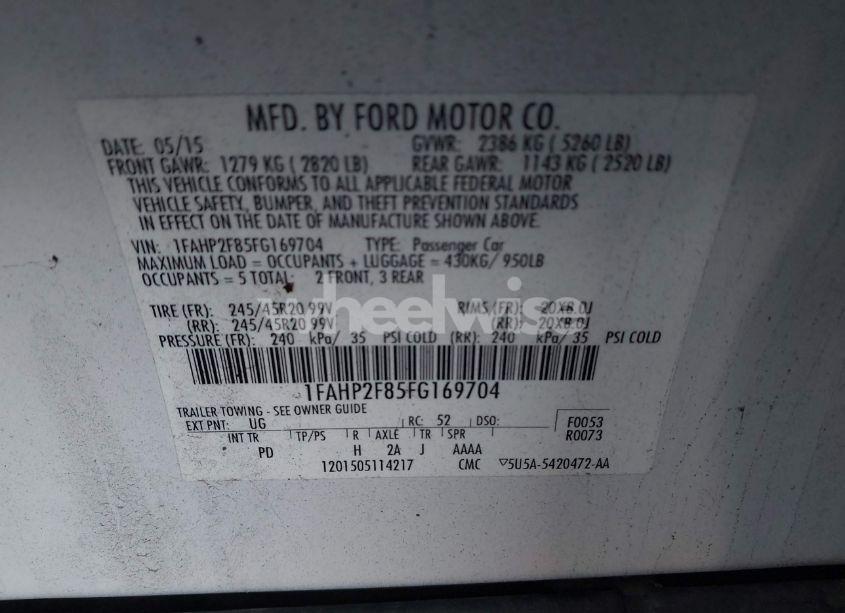 MFD. BY FORD MOTOR CO.
DATE: 05/15 GVWR: 2386 KG ( 5260 LB)
FRONT GAWR: 1279 KG ( 2820 LB) REAR GAWR: 1143 KG ( 2520 LB)
THIS VEHICLE CONFORMS TO ALL APPLICABLE FEDERAL MOTOR
VEHICLE SAFETY, BUMPER, AND THEFT PREVENTION STANDARDS
IN EFFECT ON THE DATE OF MANUFACTURE SHOWN ABOVE.
VIN: 1FAHP2F85FG169704 TYPE: Passenger Car
MAXIMUM LOAD = OCCUPANTS + LUGGAGE = 430KG/ 950LB
OCCUPANTS = 5 TOTAL: 2 FRONT, 3 REAR
wheelwise
TIRE (FR): 245/45R20 99V RIMS (FR): 20X8.0J
(RR): 245/45R20 99V (RR): 20X8.0J
PRESSURE (FR): 240 kPa/ 35 PSI COLD (RR): 240 kPa/ 35 PSI COLD
1FAHP2F85FG169704
TRAILER TOWING - SEE OWNER GUIDE
EXT PNT: UG RC: 52 DSO: F0053
INT TR TP/PS R AXLE TR SPR R0073
PD H 2A J AAAA
1201505114217 CMC 5U5A-5420472-AA